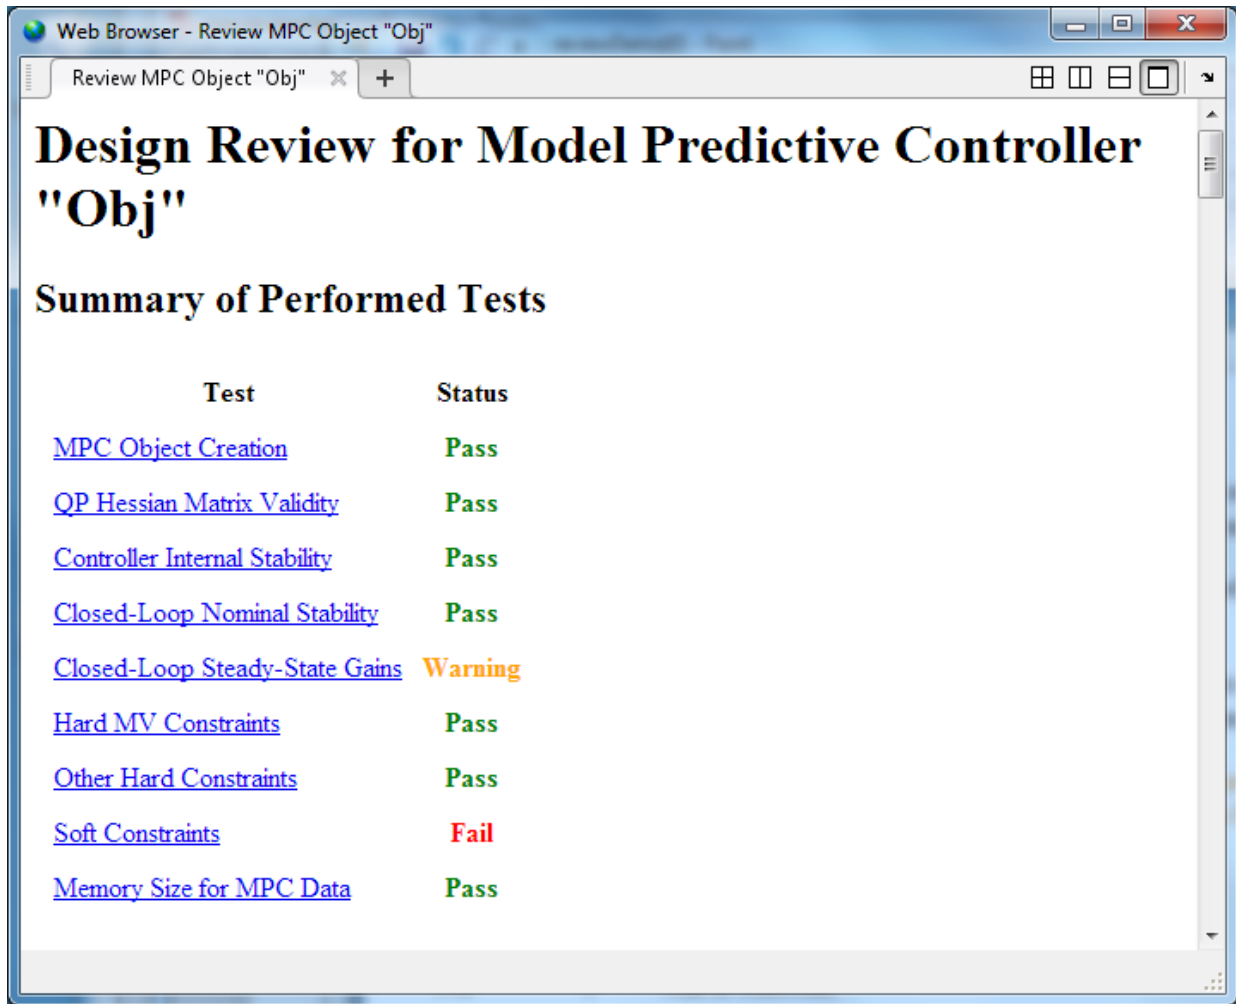 Web Browser - Review MPC Object "Obj"
Review MPC Object "Obj"
Design Review for Model Predictive Controller
"Obj"
Summary of Performed Tests
Test Status
MPC Object Creation Pass
QP Hessian Matrix Validity Pass
Controller Internal Stability Pass
Closed-Loop Nominal Stability Pass
Closed-Loop Steady-State Gains Warning
Hard MV Constraints Pass
Other Hard Constraints Pass
Soft Constraints Fail
Memory Size for MPC Data Pass